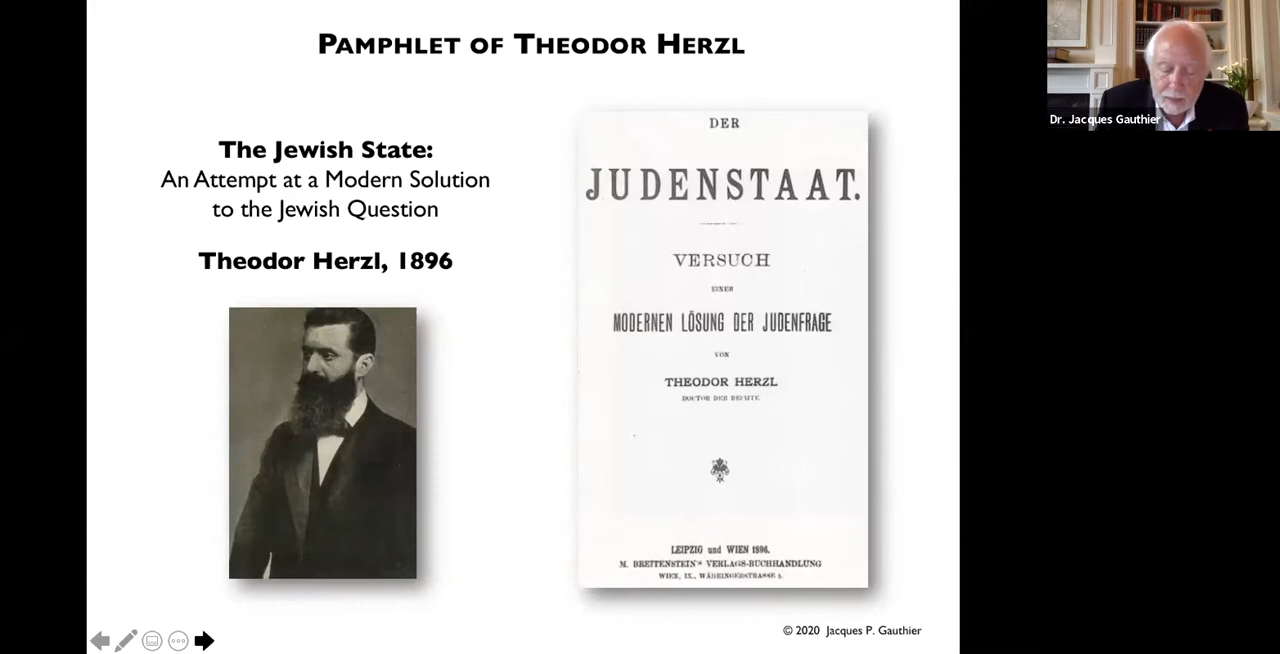 PAMPHLET OF THEODOR HERZL
The Jewish State:
An Attempt at a Modern Solution
to the Jewish Question
Theodor Herzl, 1896
DER
JUDENSTAAT.
VERSUCH
EINER
MODERNEN LÖSUNG DER JUDENFRAGE
VON
THEODOR HERZL
DOCTOR DER RECHTE
LEIPZIG und WIEN 1896.
M. BREITENSTEIN'S VERLAGS-BUCHHANDLUNG
WIEN, IX., WÄHRINGERSTRASSE 5.
© 2020 Jacques P. Gauthier
Dr. Jacques Gauthier